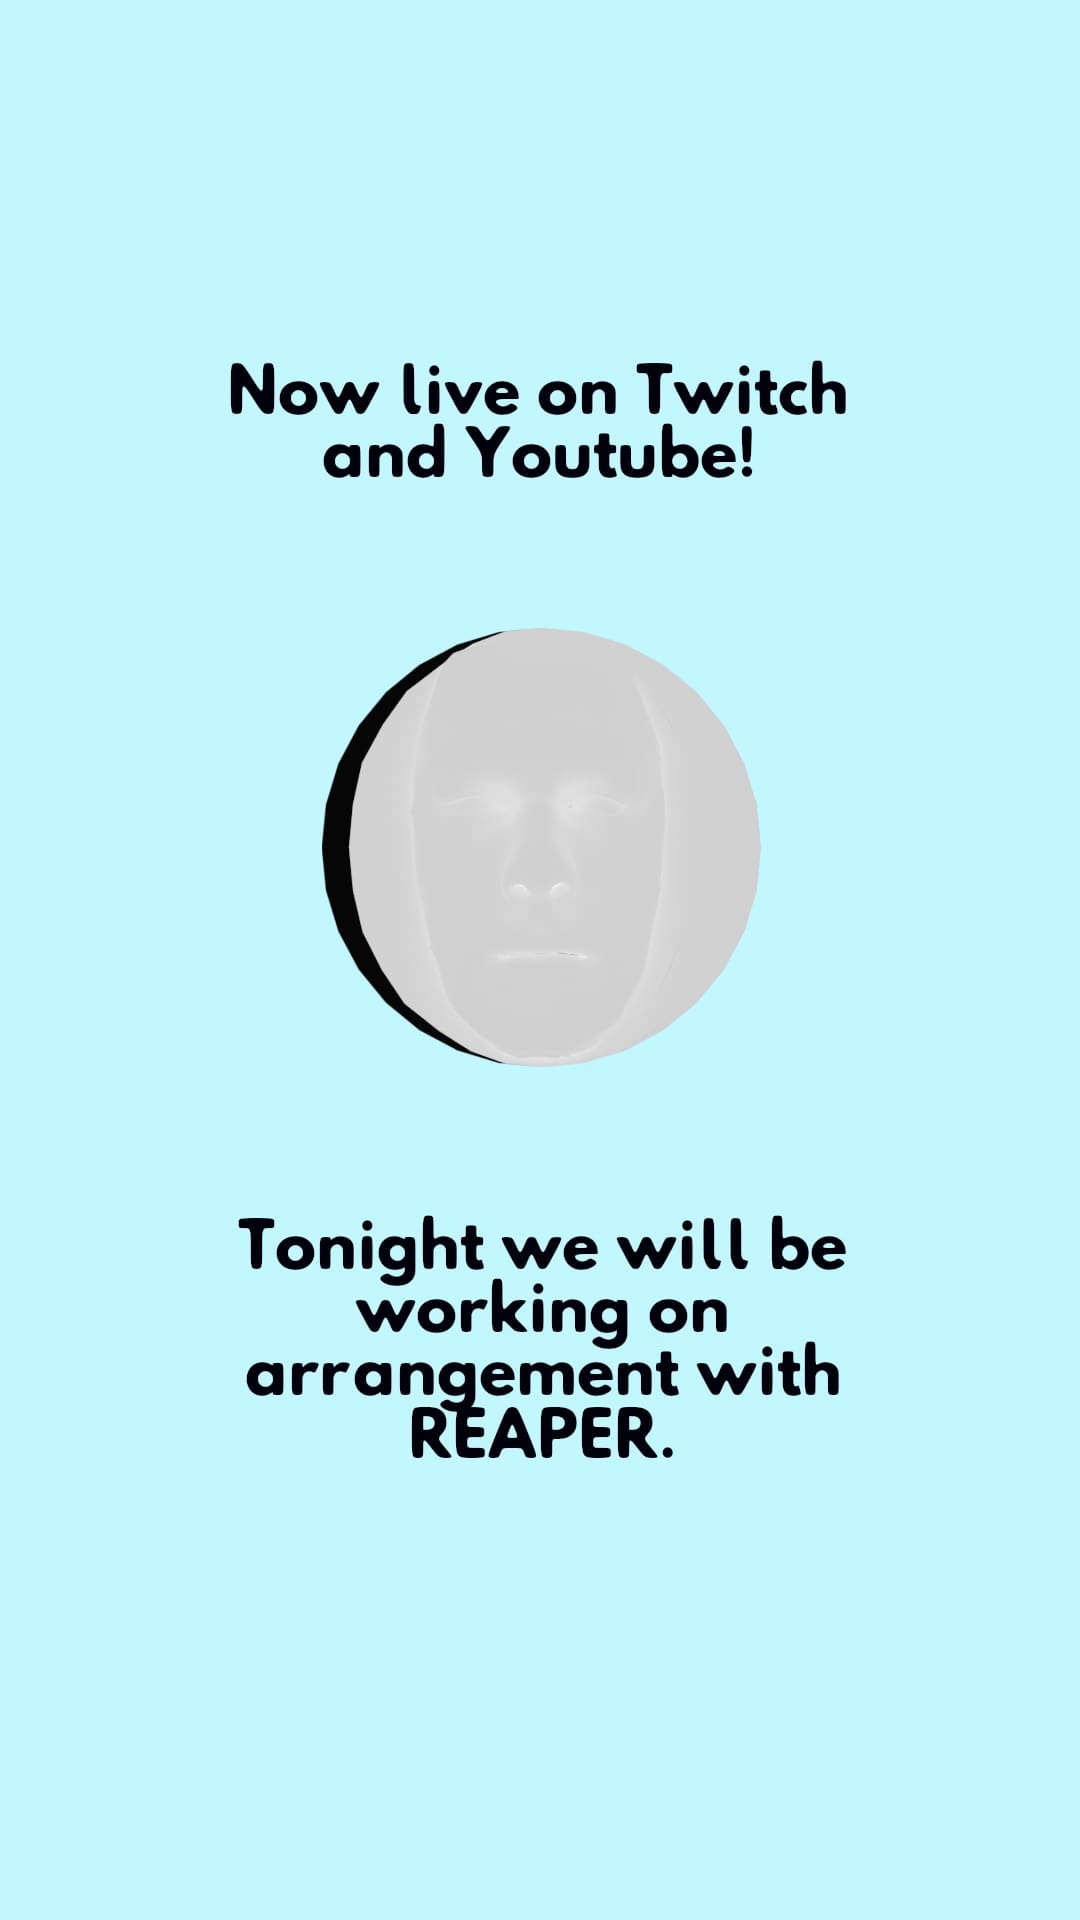 Now live on Twitch
and Youtube!
Tonight we will be
working on
arrangement with
REAPER.